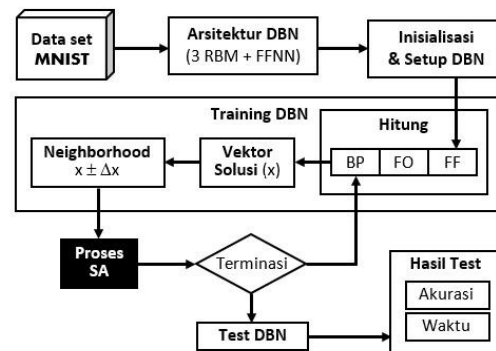 Data set
MNIST
Arsitektur DBN
(3 RBM + FFNN)
Inisialisasi
& Setup DBN
Training DBN
Neighborhood
x ± Δx
Vektor
Solusi (x)
Hitung
BP FO FF
Proses
SA
Terminasi
Test DBN
Hasil Test
Akurasi
Waktu